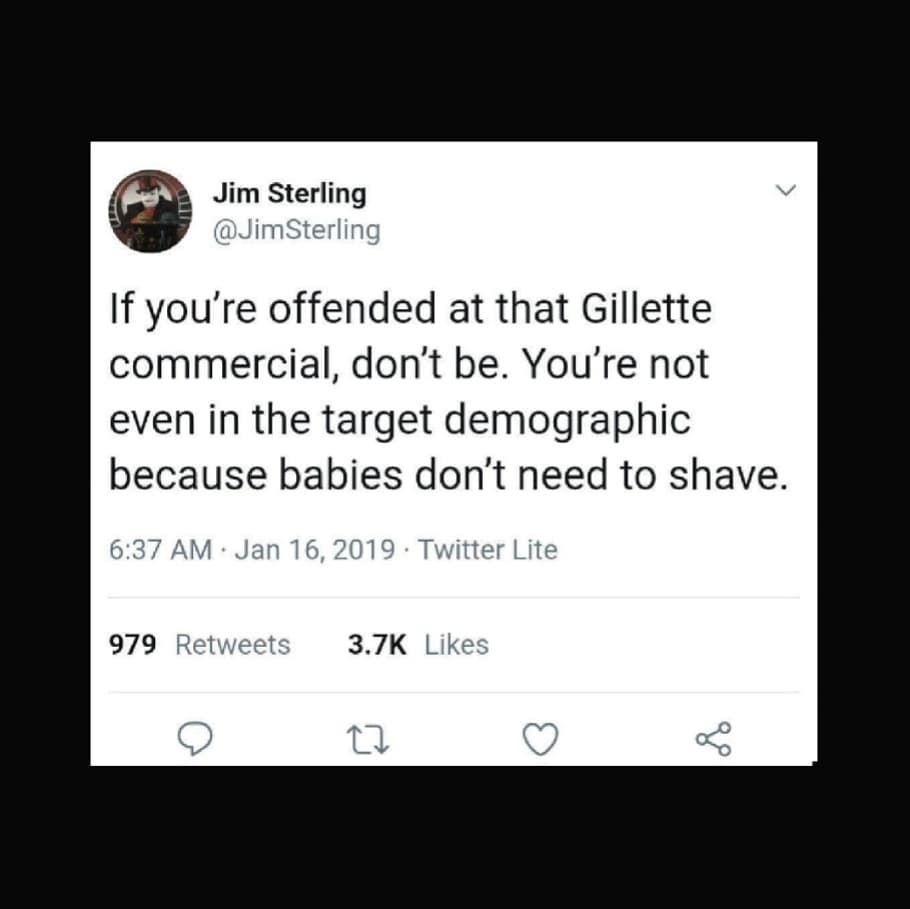 Jim Sterling
@JimSterling
If you're offended at that Gillette
commercial, don't be. You're not
even in the target demographic
because babies don't need to shave.
6:37 AM · Jan 16, 2019 · Twitter Lite
979 Retweets 3.7K Likes